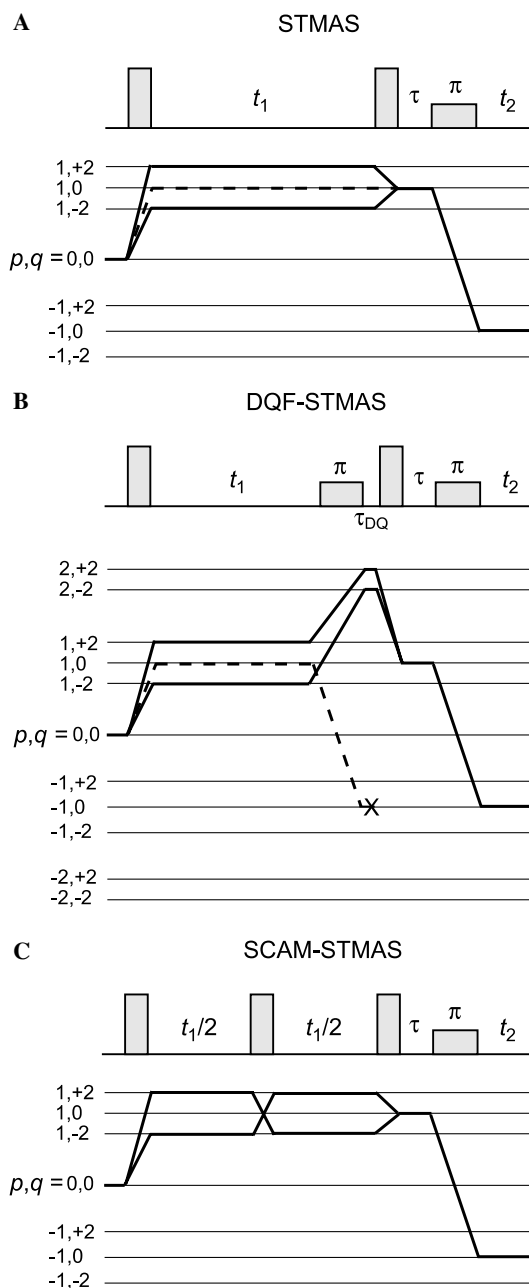 A STMAS
t1 τ π t2
1,+2
1,0
1,-2
p,q = 0,0
-1,+2
-1,0
-1,-2
B DQF-STMAS
t1 π τDQ τ π t2
2,+2
2,-2
1,+2
1,0
1,-2
p,q = 0,0
-1,+2
-1,0
-1,-2
-2,+2
-2,-2
C SCAM-STMAS
t1/2 t1/2 τ π t2
1,+2
1,0
1,-2
p,q = 0,0
-1,+2
-1,0
-1,-2